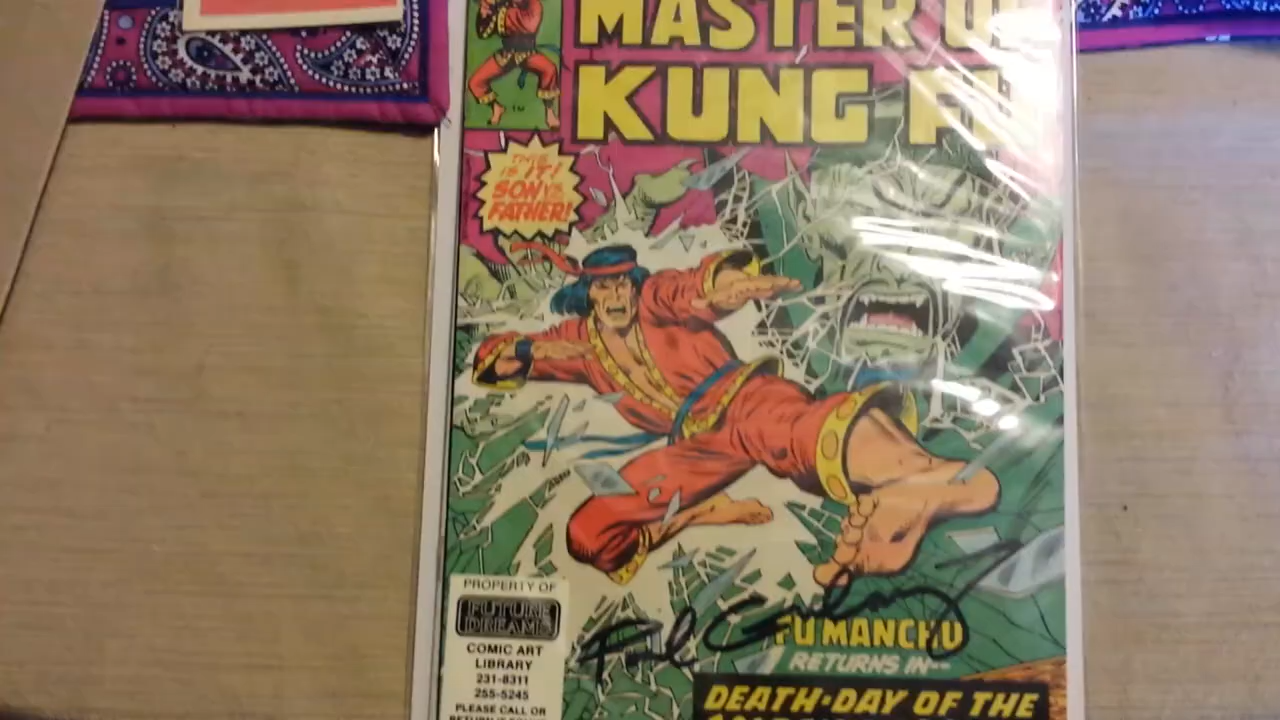 MASTER OF
KUNG FU
THIS
IS IT!
SON VS.
FATHER!
PROPERTY OF
FUTURE
DREAMS
COMIC ART
LIBRARY
231-8311
255-5245
PLEASE CALL OR
FU MANCHU
RETURNS IN--
DEATH-DAY OF THE